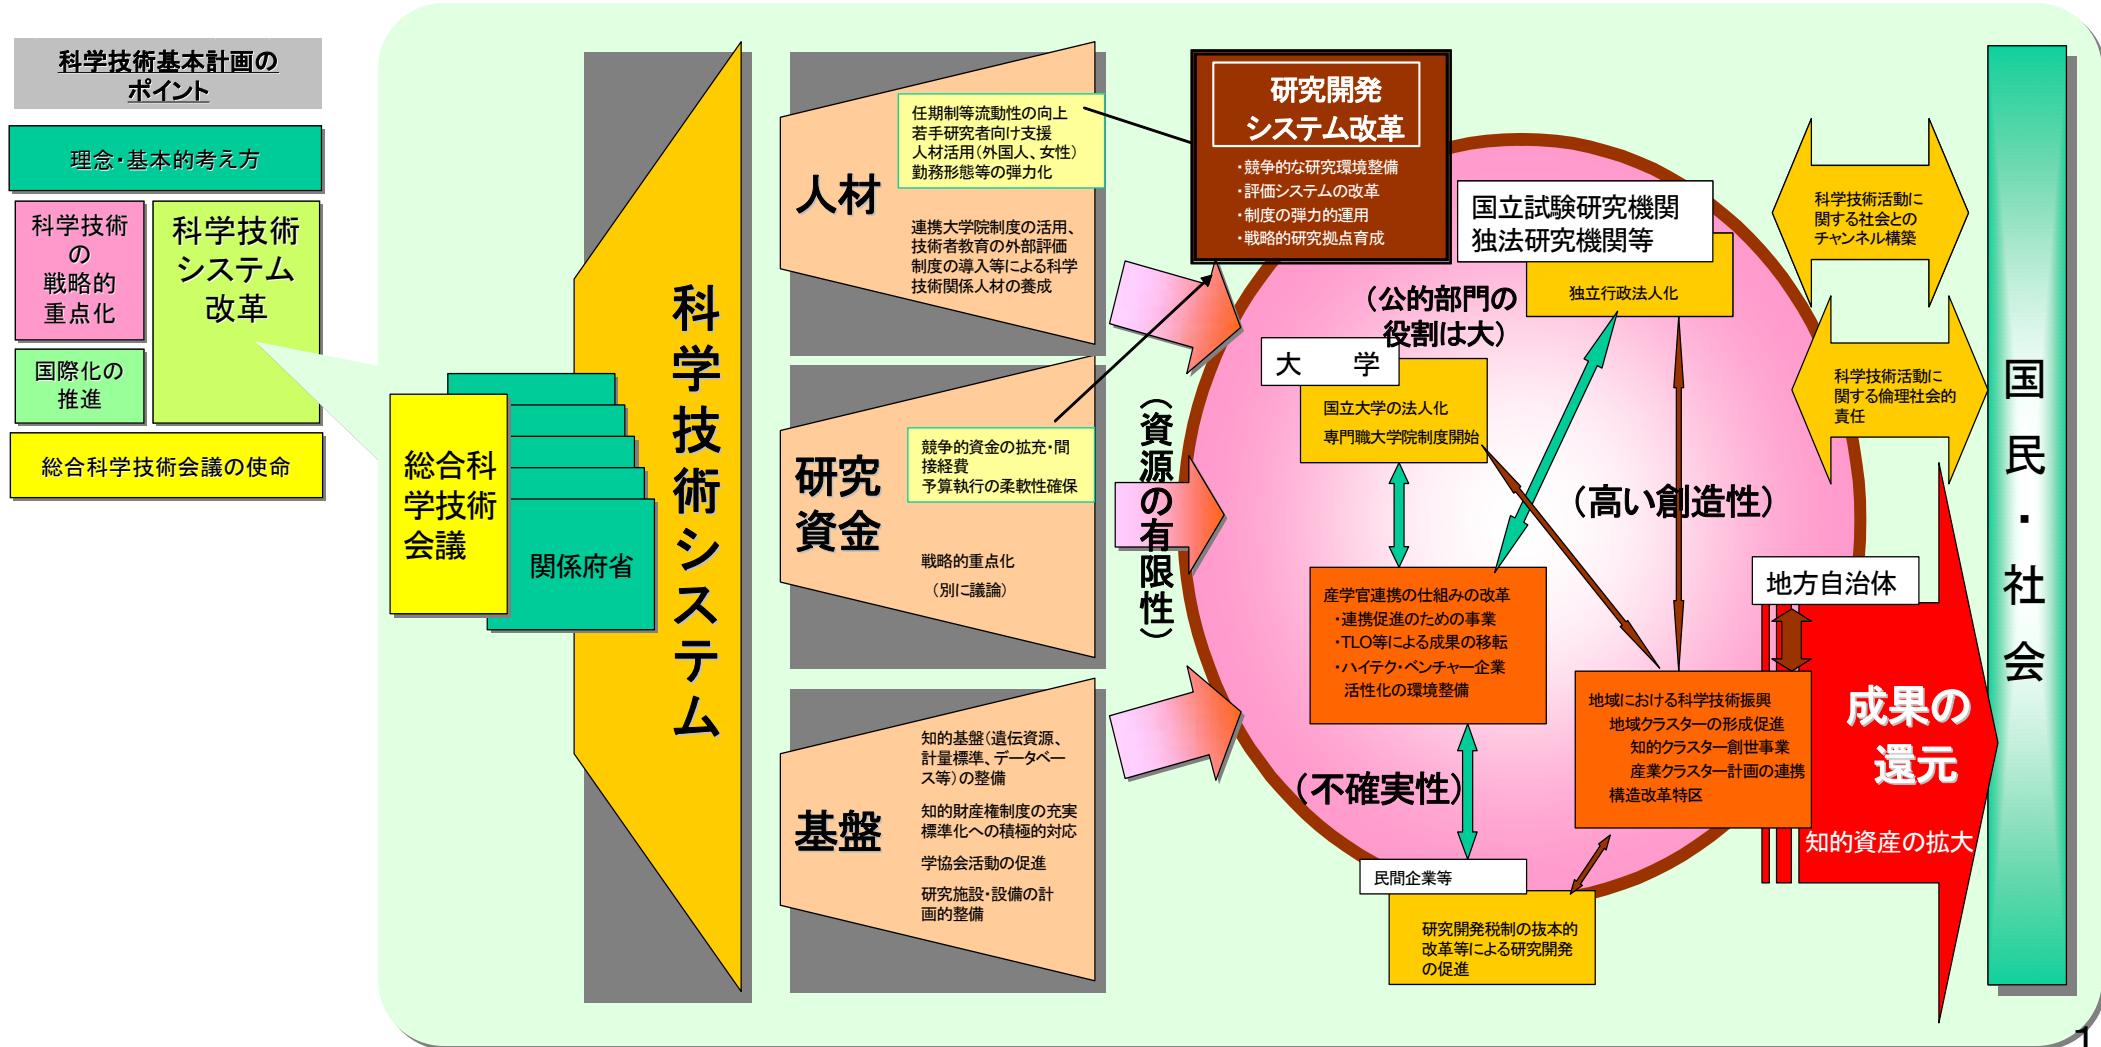 科学技術基本計画の
ポイント
理念・基本的考え方
科学技術
の
戦略的
重点化
科学技術
システム
改革
国際化の
推進
総合科学技術会議の使命
総合科
学技術
会議
関係府省
科学技術システム
人材
任期制等流動性の向上
若手研究者向け支援
人材活用(外国人、女性)
勤務形態等の弾力化
連携大学院制度の活用、
技術者教育の外部評価
制度の導入等による科学
技術関係人材の養成
研究
資金
競争的資金の拡充・間
接経費
予算執行の柔軟性確保
戦略的重点化
（別に議論）
基盤
知的基盤(遺伝資源、
計量標準、データベー
ス等)の整備
知的財産権制度の充実
標準化への積極的対応
学協会活動の促進
研究施設・設備の計
画的整備
（資源の有限性）
研究開発
システム改革
・競争的な研究環境整備
・評価システムの改革
・制度の弾力的運用
・戦略的研究拠点育成
国立試験研究機関
独法研究機関等
独立行政法人化
（公的部門の
役割は大）
大　学
国立大学の法人化
専門職大学院制度開始
（高い創造性）
産学官連携の仕組みの改革
・連携促進のための事業
・TLO等による成果の移転
・ハイテク・ベンチャー企業
活性化の環境整備
（不確実性）
地方自治体
地域における科学技術振興
地域クラスターの形成促進
知的クラスター創世事業
産業クラスター計画の連携
構造改革特区
民間企業等
研究開発税制の抜本的
改革等による研究開発
の促進
科学技術活動に
関する社会との
チャンネル構築
科学技術活動に
関する倫理社会的
責任
成果の
還元
知的資産の拡大
国民・社会
1